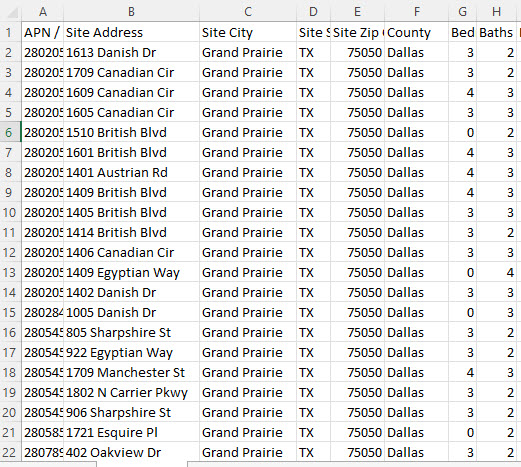 A B C D E F G H
1 APN / Site Address Site City Site S Site Zip County Bed Baths
2 280205 1613 Danish Dr Grand Prairie TX 75050 Dallas 3 2
3 280205 1709 Canadian Cir Grand Prairie TX 75050 Dallas 3 3
4 280205 1609 Canadian Cir Grand Prairie TX 75050 Dallas 4 3
5 280205 1605 Canadian Cir Grand Prairie TX 75050 Dallas 3 3
6 280205 1510 British Blvd Grand Prairie TX 75050 Dallas 0 2
7 280205 1601 British Blvd Grand Prairie TX 75050 Dallas 4 3
8 280205 1401 Austrian Rd Grand Prairie TX 75050 Dallas 4 3
9 280205 1409 British Blvd Grand Prairie TX 75050 Dallas 4 3
10 280205 1405 British Blvd Grand Prairie TX 75050 Dallas 3 3
11 280205 1414 British Blvd Grand Prairie TX 75050 Dallas 3 2
12 280205 1406 Canadian Cir Grand Prairie TX 75050 Dallas 3 3
13 280205 1409 Egyptian Way Grand Prairie TX 75050 Dallas 0 4
14 280205 1402 Danish Dr Grand Prairie TX 75050 Dallas 3 3
15 280284 1005 Danish Dr Grand Prairie TX 75050 Dallas 0 3
16 280545 805 Sharpshire St Grand Prairie TX 75050 Dallas 3 2
17 280545 922 Egyptian Way Grand Prairie TX 75050 Dallas 3 2
18 280545 1709 Manchester St Grand Prairie TX 75050 Dallas 4 3
19 280545 1802 N Carrier Pkwy Grand Prairie TX 75050 Dallas 3 2
20 280545 906 Sharpshire St Grand Prairie TX 75050 Dallas 3 2
21 280585 1721 Esquire Pl Grand Prairie TX 75050 Dallas 0 2
22 280789 402 Oakview Dr Grand Prairie TX 75050 Dallas 3 2